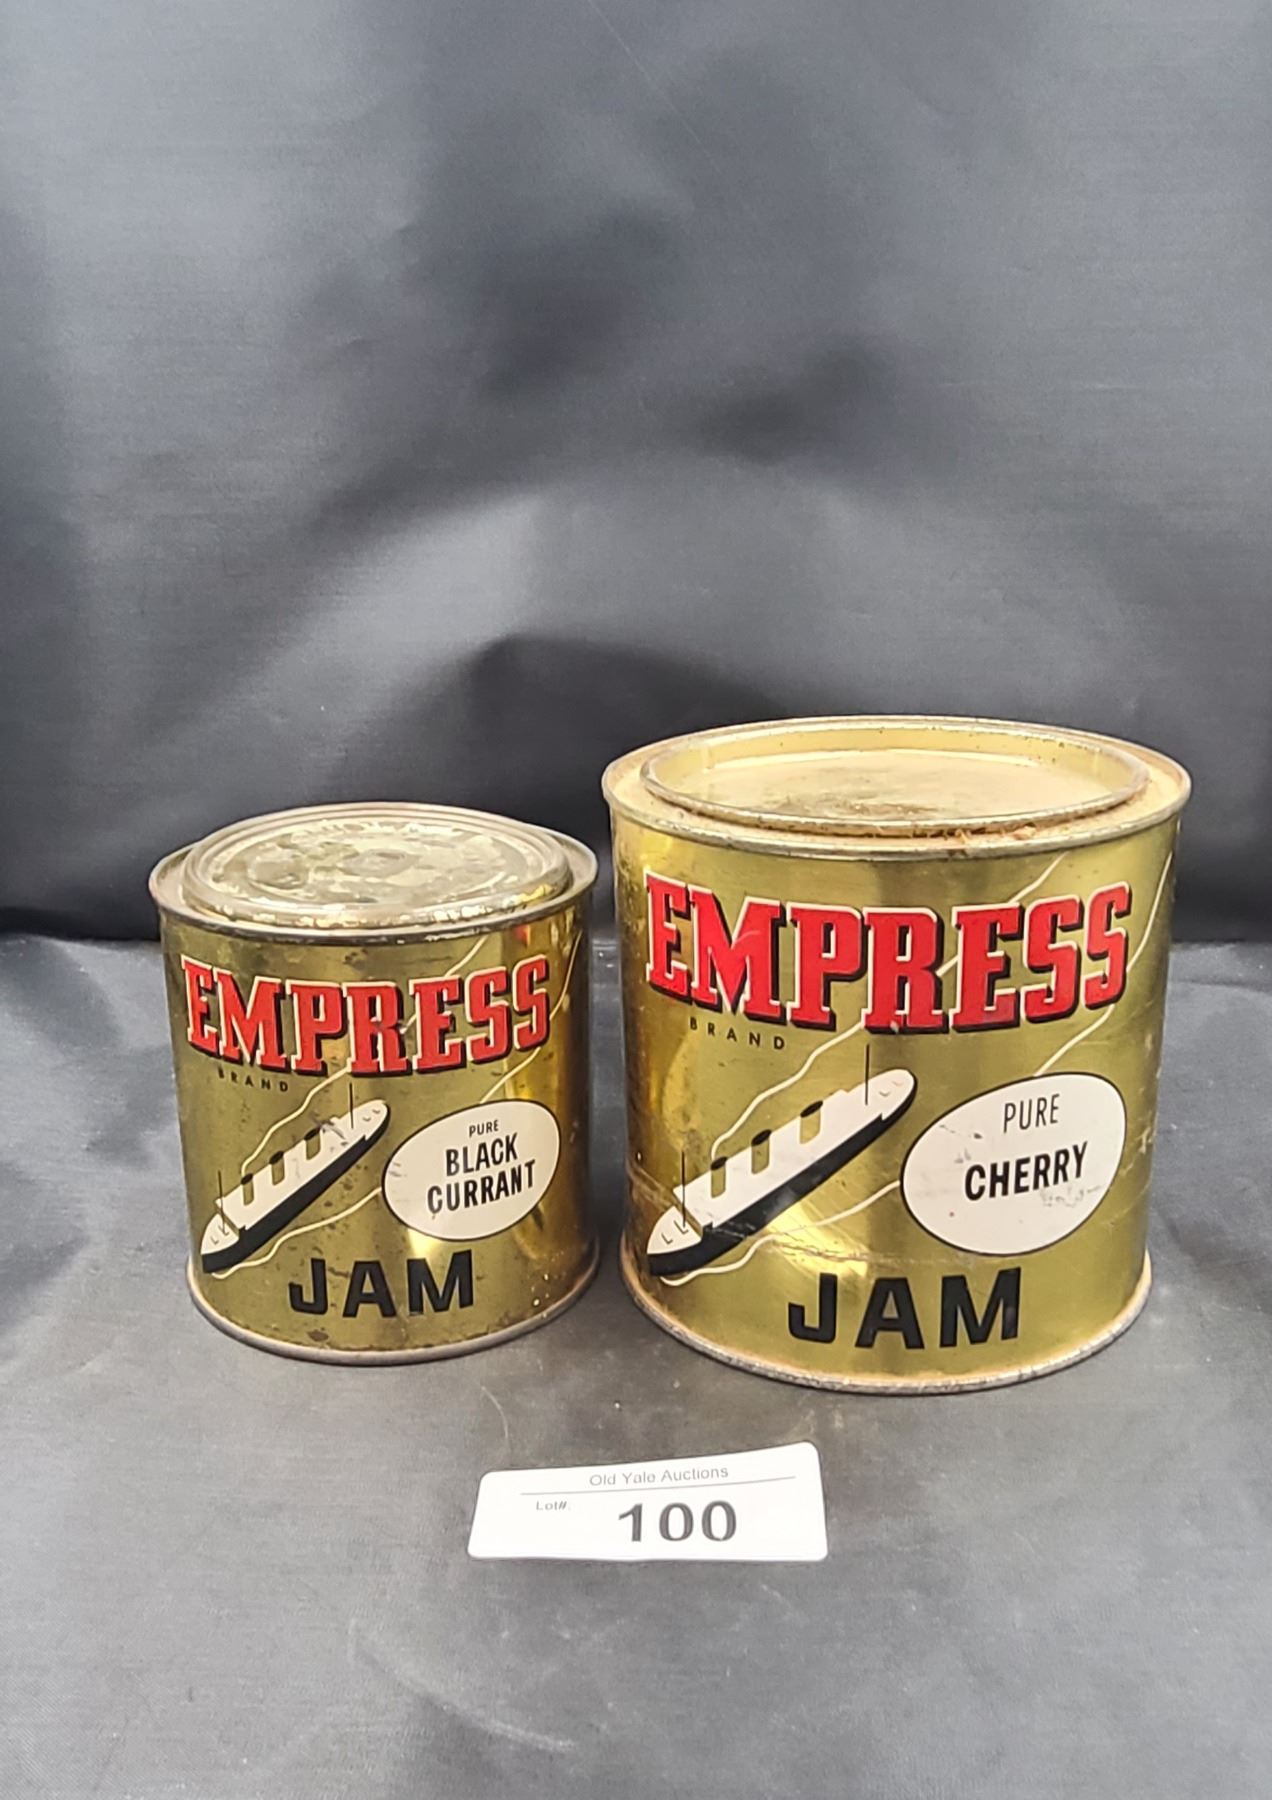 EMPRESS
BRAND
PURE
BLACK
CURRANT
JAM
EMPRESS
BRAND
PURE
CHERRY
JAM
Old Yale Auctions
Lot#:
100